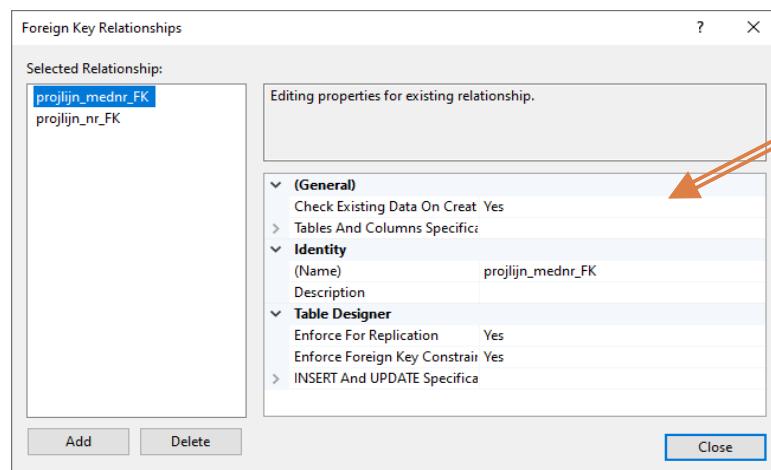 Foreign Key Relationships
?
Selected Relationship:
projlijn_mednr_FK
projlijn_nr_FK
Editing properties for existing relationship.
(General)
Check Existing Data On Creat Yes
Tables And Columns Specifica
Identity
(Name) projlijn_mednr_FK
Description
Table Designer
Enforce For Replication Yes
Enforce Foreign Key Constrair Yes
INSERT And UPDATE Specifica
Add Delete
Close